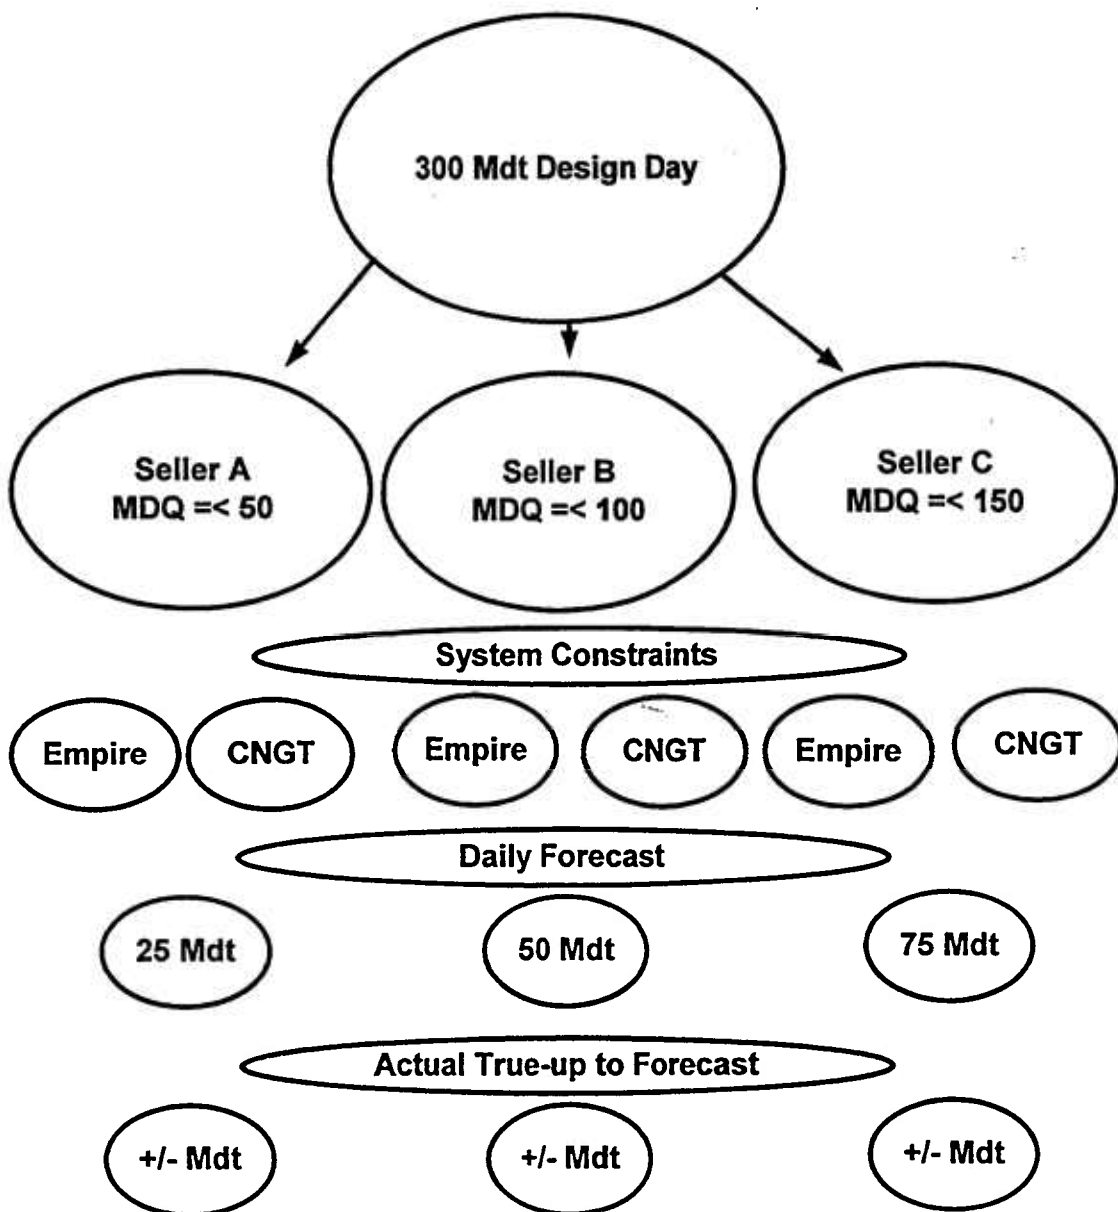 300 Mdt Design Day
Seller A
MDQ =< 50
Seller B
MDQ =< 100
Seller C
MDQ =< 150
System Constraints
Empire
CNGT
Empire
CNGT
Empire
CNGT
Daily Forecast
25 Mdt
50 Mdt
75 Mdt
Actual True-up to Forecast
+/- Mdt
+/- Mdt
+/- Mdt